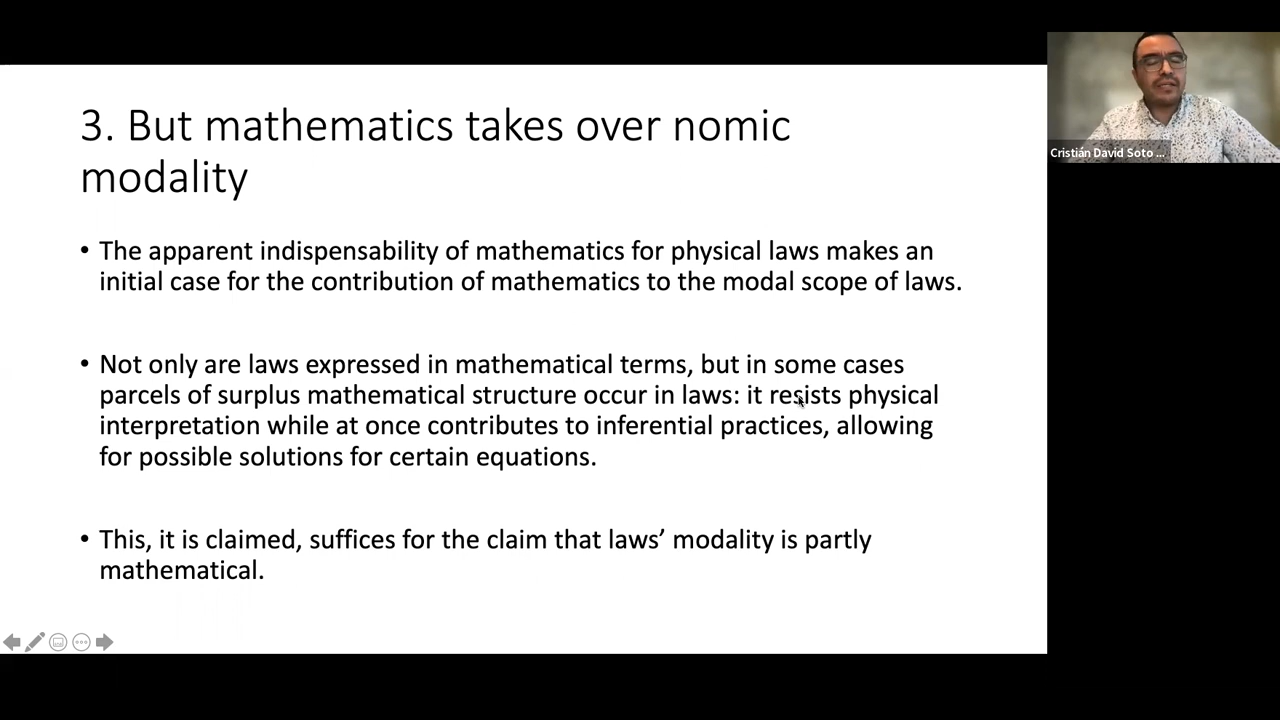 3. But mathematics takes over nomic
modality
• The apparent indispensability of mathematics for physical laws makes an
initial case for the contribution of mathematics to the modal scope of laws.
• Not only are laws expressed in mathematical terms, but in some cases
parcels of surplus mathematical structure occur in laws: it resists physical
interpretation while at once contributes to inferential practices, allowing
for possible solutions for certain equations.
• This, it is claimed, suffices for the claim that laws’ modality is partly
mathematical.
Cristián David Soto ...